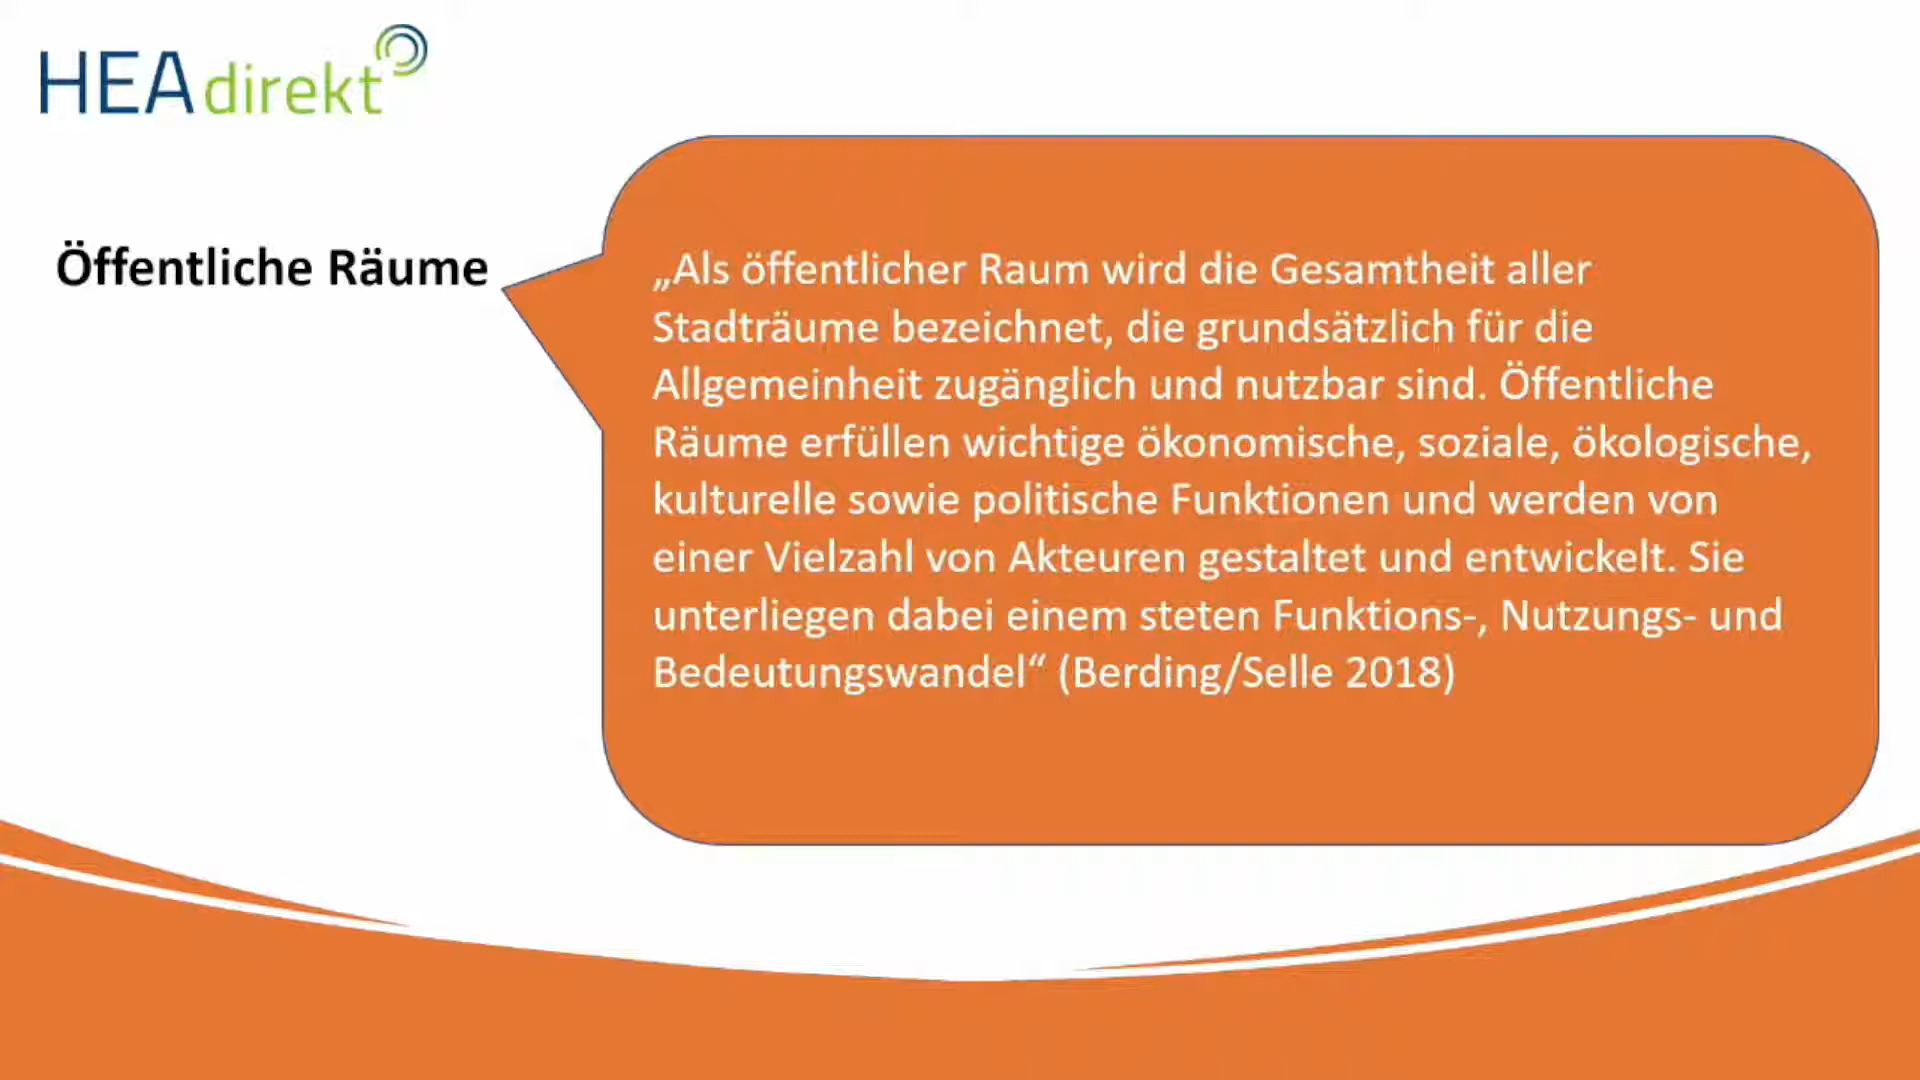 HEAdirekt
Öffentliche Räume
„Als öffentlicher Raum wird die Gesamtheit aller
Stadträume bezeichnet, die grundsätzlich für die
Allgemeinheit zugänglich und nutzbar sind. Öffentliche
Räume erfüllen wichtige ökonomische, soziale, ökologische,
kulturelle sowie politische Funktionen und werden von
einer Vielzahl von Akteuren gestaltet und entwickelt. Sie
unterliegen dabei einem steten Funktions-, Nutzungs- und
Bedeutungswandel“ (Berding/Selle 2018)